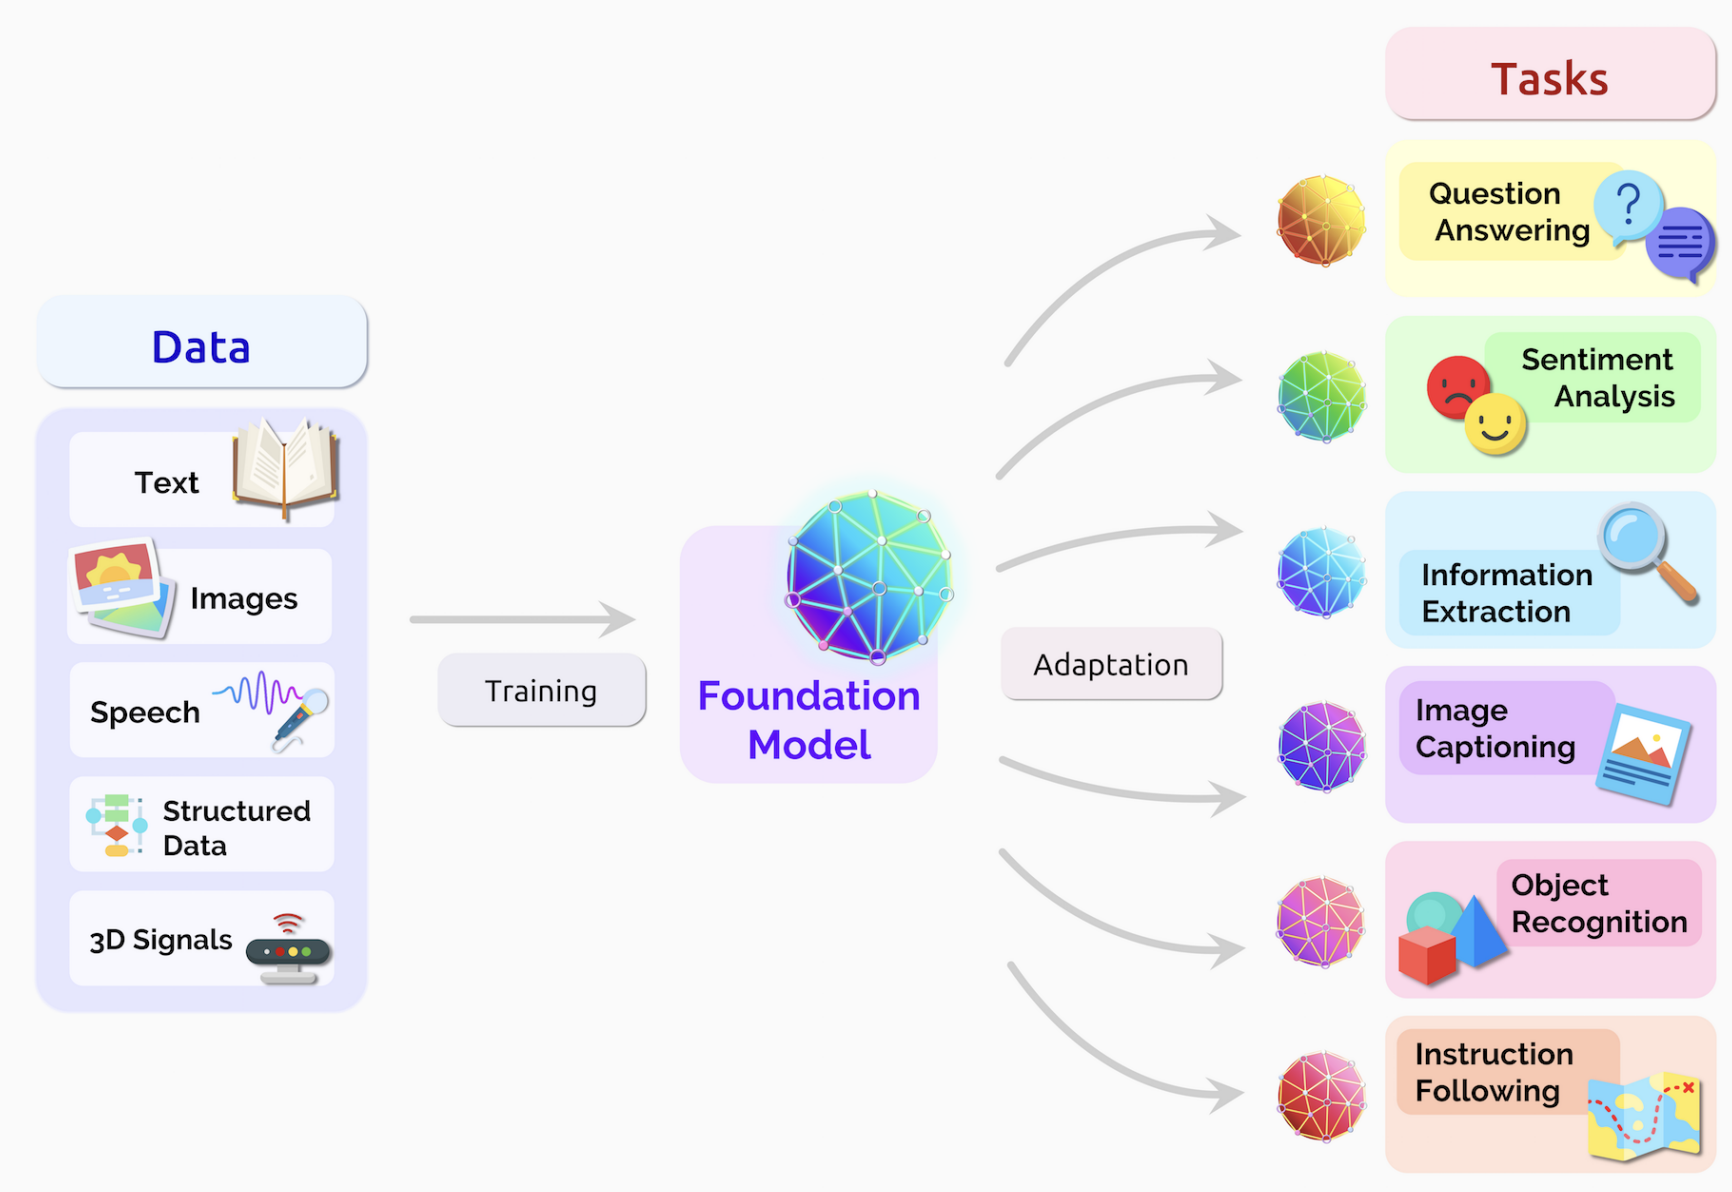 Data
Text
Images
Speech
Structured
Data
3D Signals
Training
Foundation
Model
Adaptation
Tasks
Question
Answering
?
Sentiment
Analysis
Information
Extraction
Image
Captioning
Object
Recognition
Instruction
Following